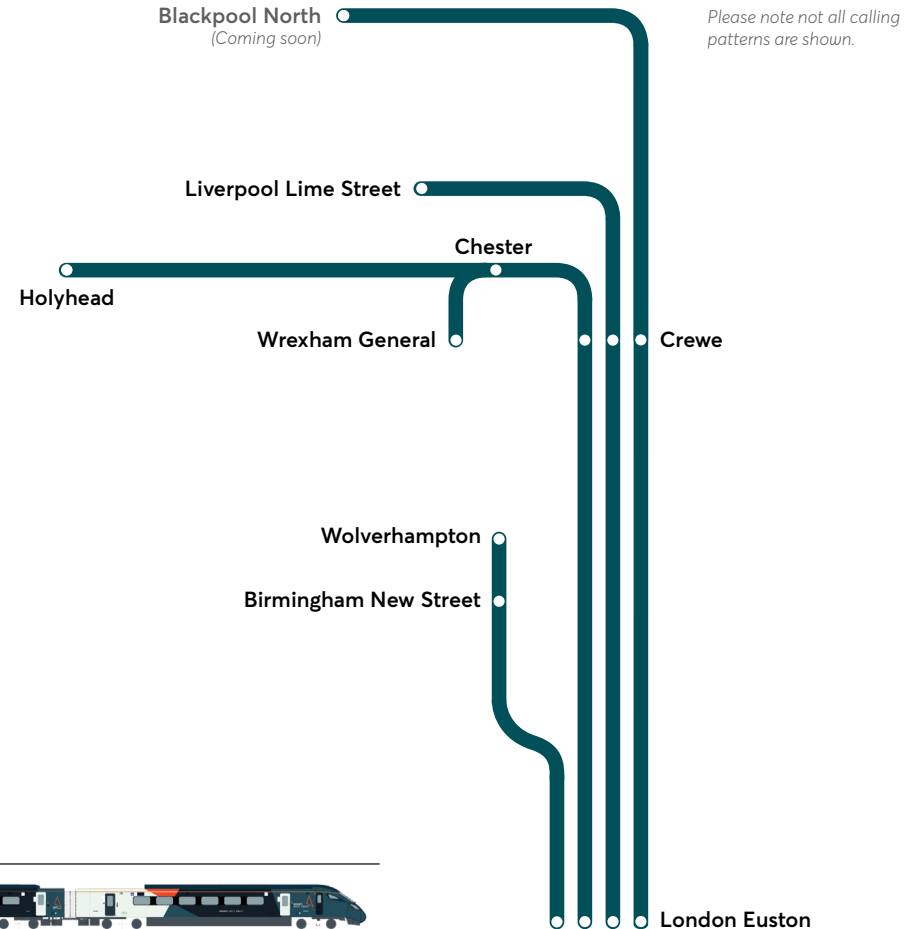 Blackpool North
(Coming soon)
Please note not all calling
patterns are shown.
Liverpool Lime Street
Chester
Holyhead
Wrexham General
Crewe
Wolverhampton
Birmingham New Street
London Euston